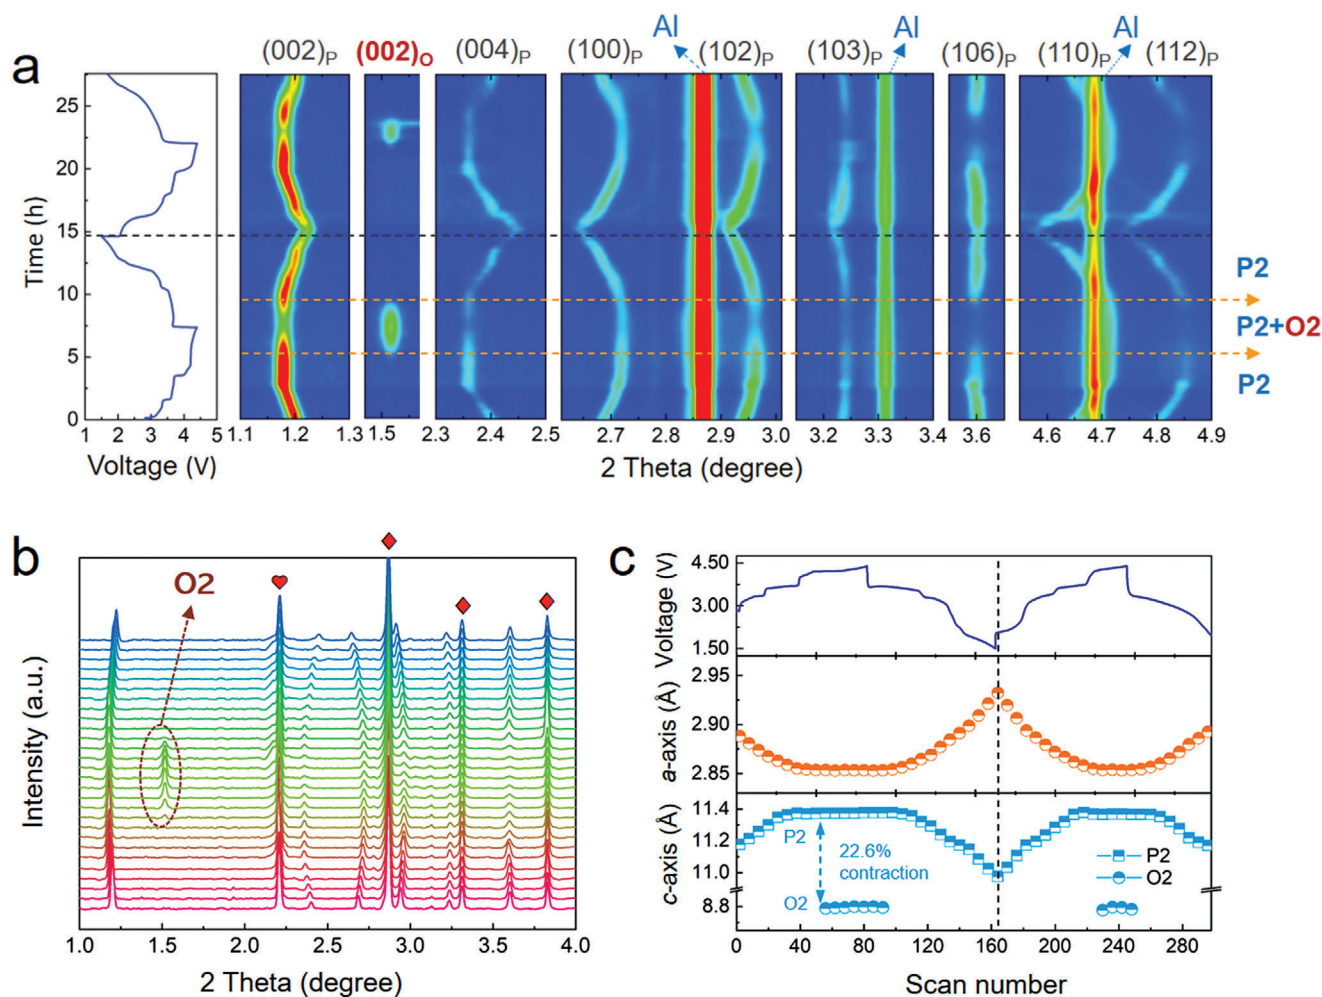 a
(002)P
(002)O
(004)P
(100)P
Al
(102)P
(103)P
Al
(106)P
(110)P
Al
(112)P
Time (h)
25
20
15
10
5
0
P2
P2+O2
P2
1 2 3 4 5
1.1 1.2 1.3
1.5
2.3 2.4 2.5
2.7 2.8 2.9 3.0
3.2 3.3 3.4
3.6
4.6 4.7 4.8 4.9
Voltage (V)
2 Theta (degree)
b
O2
Intensity (a.u.)
1.0 1.5 2.0 2.5 3.0 3.5 4.0
2 Theta (degree)
c
Voltage (V)
4.50
3.00
1.50
a-axis (Å)
2.95
2.90
2.85
c-axis (Å)
11.4
11.2
11.0
8.8
P2
22.6%
contraction
O2
P2
O2
0 40 80 120 160 200 240 280
Scan number